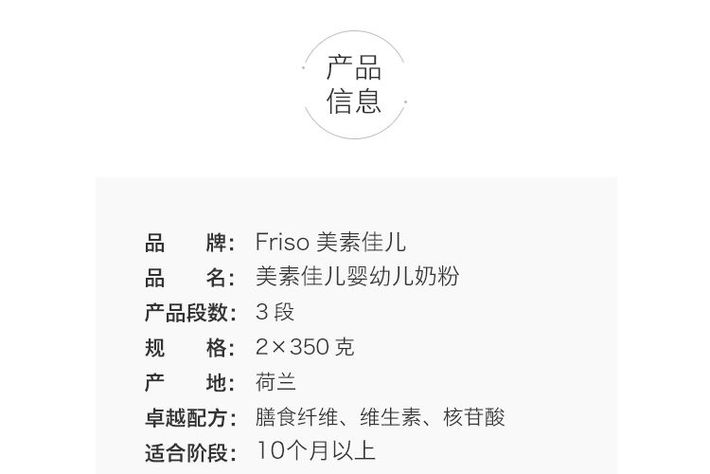 产品
信息
品 牌： Friso 美素佳儿
品 名： 美素佳儿婴幼儿奶粉
产品段数： 3 段
规 格： 2×350 克
产 地： 荷兰
卓越配方： 膳食纤维、维生素、核苷酸
适合阶段： 10个月以上